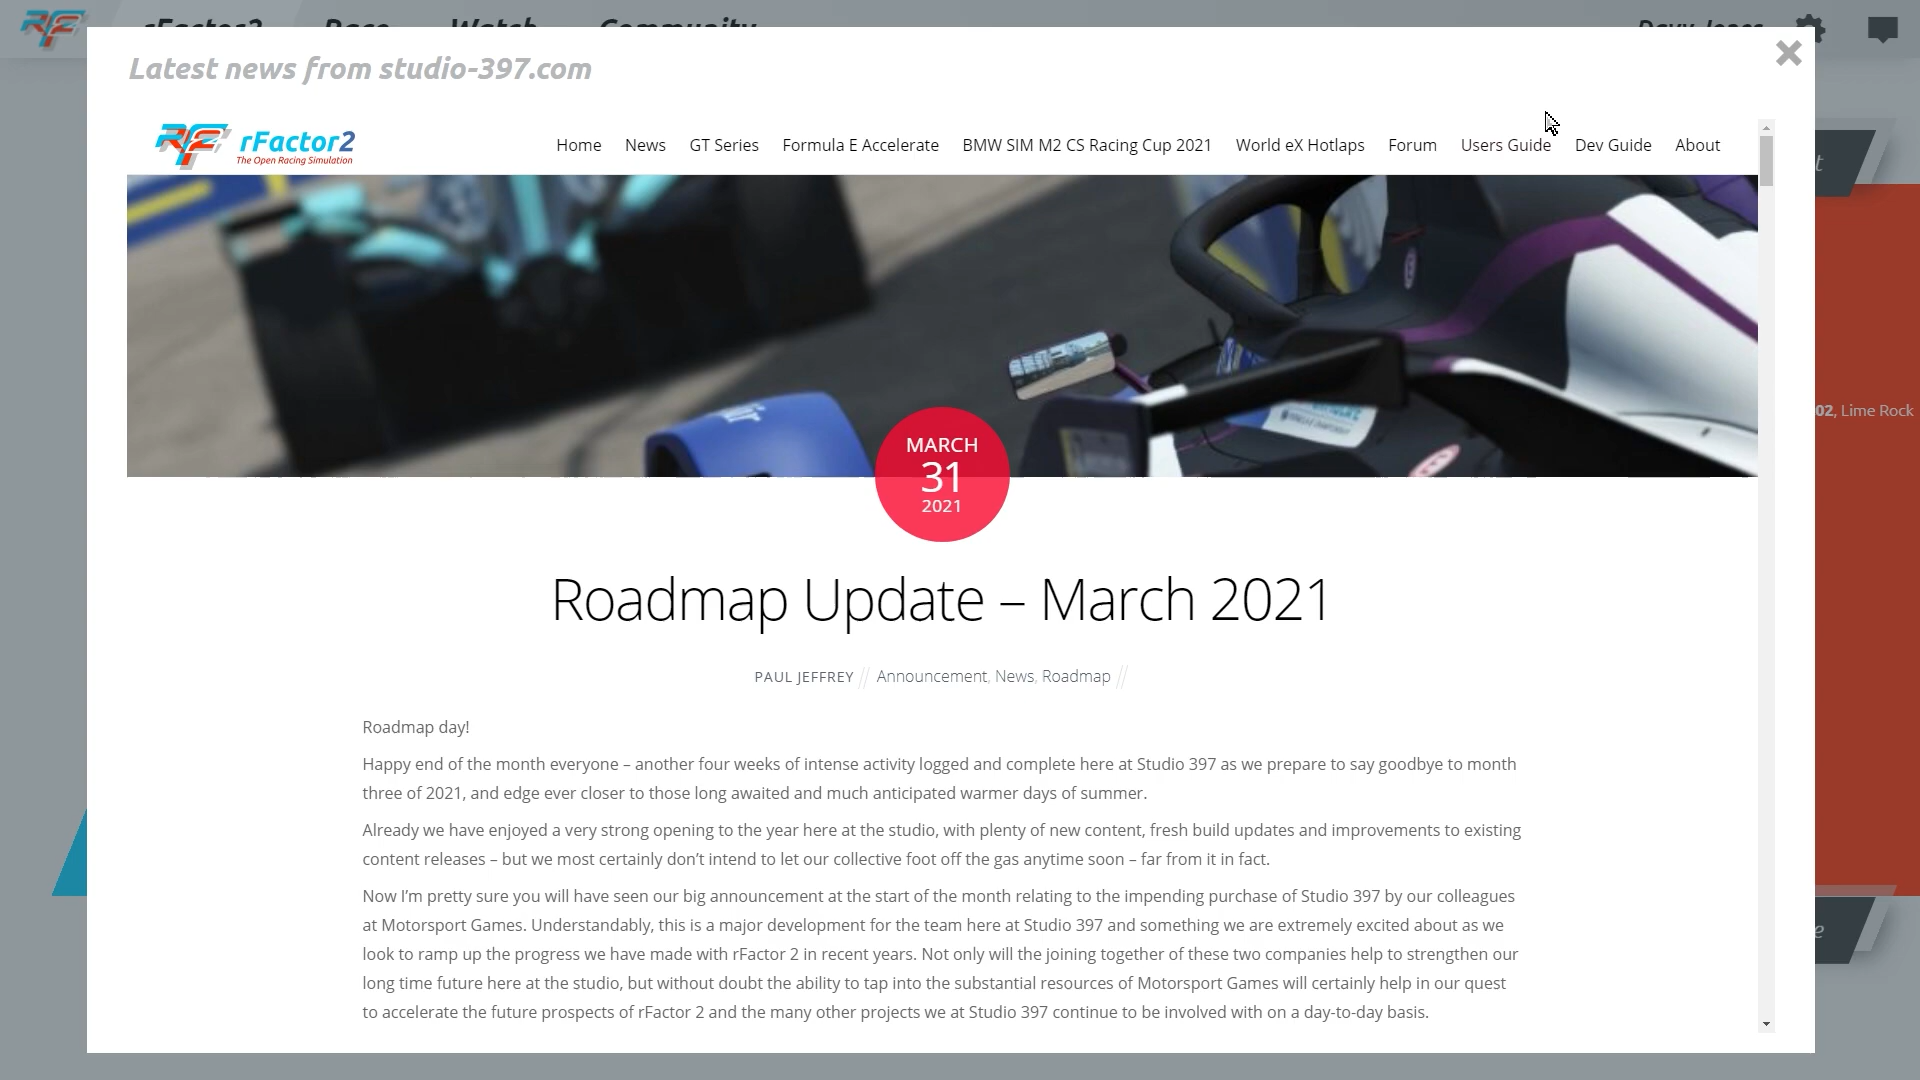 rFactor2 Race Watch Community
Davy Jones
Latest news from studio-397.com
rFactor2
The Open Racing Simulation
Home News GT Series Formula E Accelerate BMW SIM M2 CS Racing Cup 2021 World eX Hotlaps Forum Users Guide Dev Guide About
02, Lime Rock
MARCH
31
2021
Roadmap Update – March 2021
PAUL JEFFREY // Announcement, News, Roadmap //
Roadmap day!
Happy end of the month everyone – another four weeks of intense activity logged and complete here at Studio 397 as we prepare to say goodbye to month
three of 2021, and edge ever closer to those long awaited and much anticipated warmer days of summer.
Already we have enjoyed a very strong opening to the year here at the studio, with plenty of new content, fresh build updates and improvements to existing
content releases – but we most certainly don’t intend to let our collective foot off the gas anytime soon – far from it in fact.
Now I’m pretty sure you will have seen our big announcement at the start of the month relating to the impending purchase of Studio 397 by our colleagues
at Motorsport Games. Understandably, this is a major development for the team here at Studio 397 and something we are extremely excited about as we
look to ramp up the progress we have made with rFactor 2 in recent years. Not only will the joining together of these two companies help to strengthen our
long time future here at the studio, but without doubt the ability to tap into the substantial resources of Motorsport Games will certainly help in our quest
to accelerate the future prospects of rFactor 2 and the many other projects we at Studio 397 continue to be involved with on a day-to-day basis.